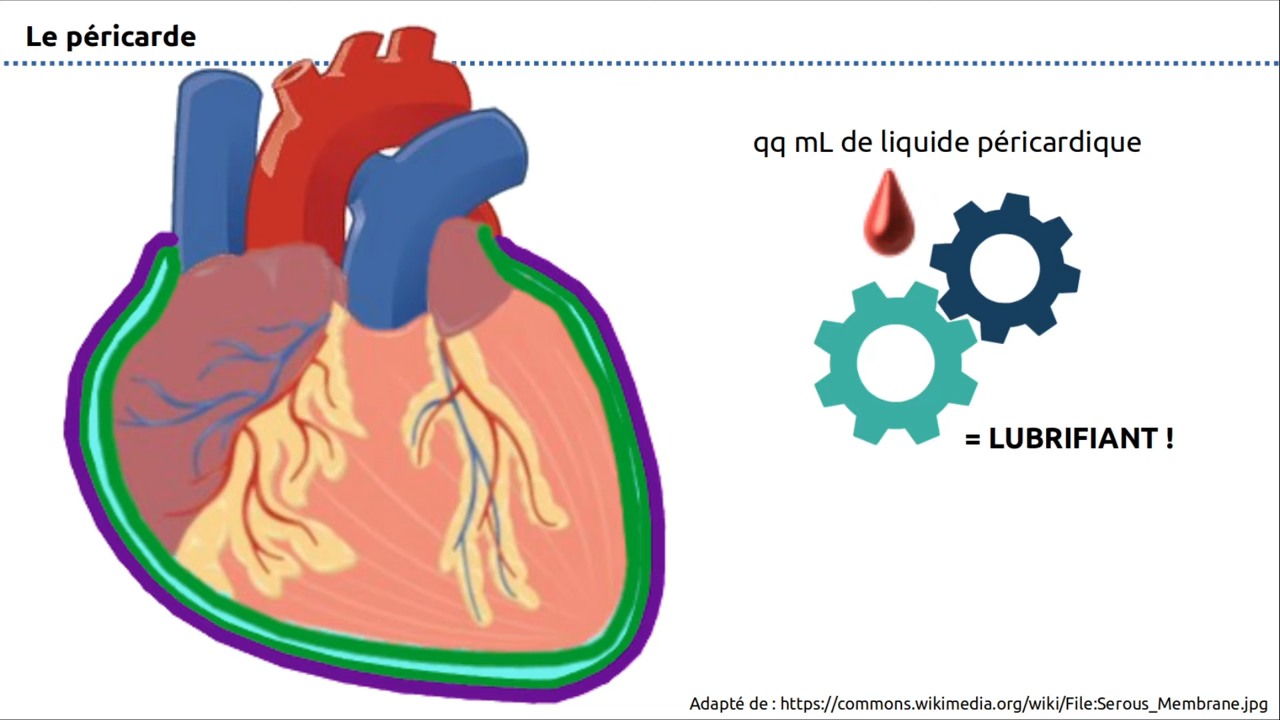 Le péricarde
qq mL de liquide péricardique
= LUBRIFIANT !
Adapté de : https://commons.wikimedia.org/wiki/File:Serous_Membrane.jpg